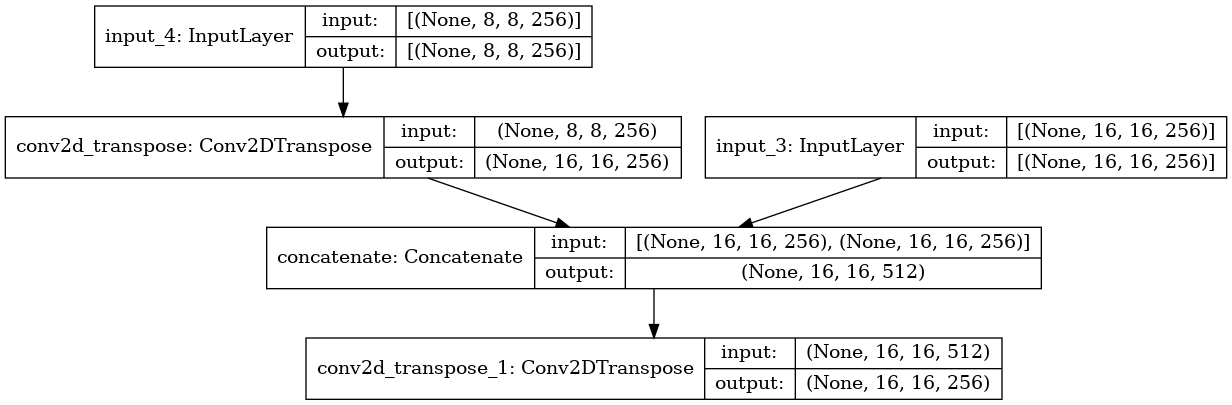 input_4: InputLayer
input: [(None, 8, 8, 256)]
output: [(None, 8, 8, 256)]
conv2d_transpose: Conv2DTranspose
input: (None, 8, 8, 256)
output: (None, 16, 16, 256)
input_3: InputLayer
input: [(None, 16, 16, 256)]
output: [(None, 16, 16, 256)]
concatenate: Concatenate
input: [(None, 16, 16, 256), (None, 16, 16, 256)]
output: (None, 16, 16, 512)
conv2d_transpose_1: Conv2DTranspose
input: (None, 16, 16, 512)
output: (None, 16, 16, 256)